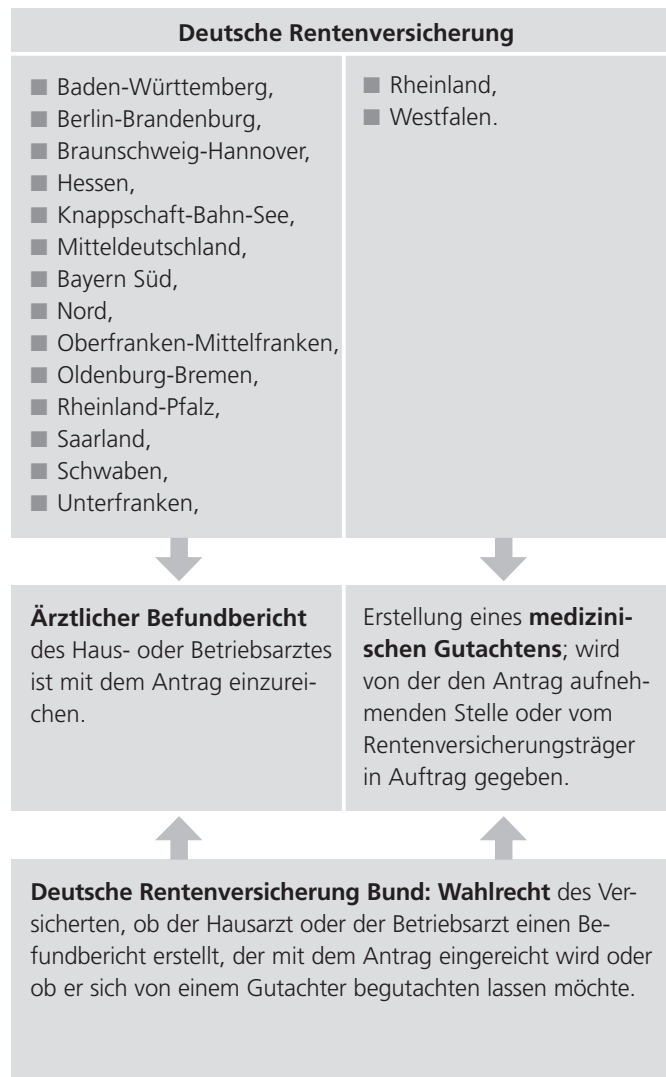 Deutsche Rentenversicherung
■ Baden-Württemberg,
■ Berlin-Brandenburg,
■ Braunschweig-Hannover,
■ Hessen,
■ Knappschaft-Bahn-See,
■ Mitteldeutschland,
■ Bayern Süd,
■ Nord,
■ Oberfranken-Mittelfranken,
■ Oldenburg-Bremen,
■ Rheinland-Pfalz,
■ Saarland,
■ Schwaben,
■ Unterfranken,
■ Rheinland,
■ Westfalen.
Ärztlicher Befundbericht
des Haus- oder Betriebsarztes
ist mit dem Antrag einzurei-
chen.
Erstellung eines medizini-
schen Gutachtens; wird
von der den Antrag aufneh-
menden Stelle oder vom
Rentenversicherungsträger
in Auftrag gegeben.
Deutsche Rentenversicherung Bund: Wahlrecht des Ver-
sicherten, ob der Hausarzt oder der Betriebsarzt einen Be-
fundbericht erstellt, der mit dem Antrag eingereicht wird oder
ob er sich von einem Gutachter begutachten lassen möchte.